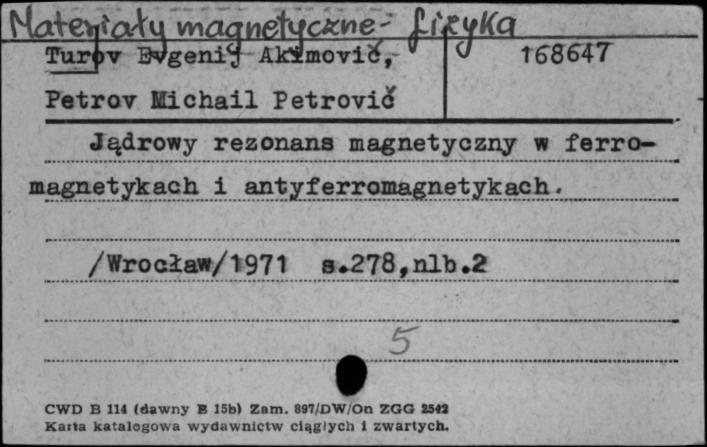 Materiały magnetyczne - fizyka
Turov Evgenij Akimovič, 168647
Petrov Michail Petrovič
Jądrowy rezonans magnetyczny w ferro-
magnetykach i antyferromagnetykach.
/Wrocław/1971 s.278,nlb.2
5
CWD B 114 (dawny B 15b) Zam. 897/DW/On ZGG 2542
Karta katalogowa wydawnictw ciągłych i zwartych.